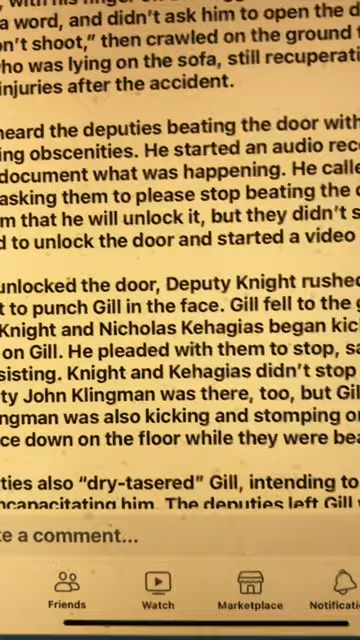 a word, and didn't ask him to open the d
n't shoot," then crawled on the ground
ho was lying on the sofa, still recuperati
injuries after the accident.
heard the deputies beating the door with
ing obscenities. He started an audio rec
document what was happening. He calle
asking them to please stop beating the
m that he will unlock it, but they didn't s
d to unlock the door and started a video
unlocked the door, Deputy Knight rushe
t to punch Gill in the face. Gill fell to the g
Knight and Nicholas Kehagias began kic
on Gill. He pleaded with them to stop, sa
sisting. Knight and Kehagias didn't stop
ty John Klingman was there, too, but Gil
ingman was also kicking and stomping o
ce down on the floor while they were bea
ties also "dry-tasered" Gill, intending to
ncapacitating him. The deputies left Gill
e a comment...
Friends Watch Marketplace Notificati